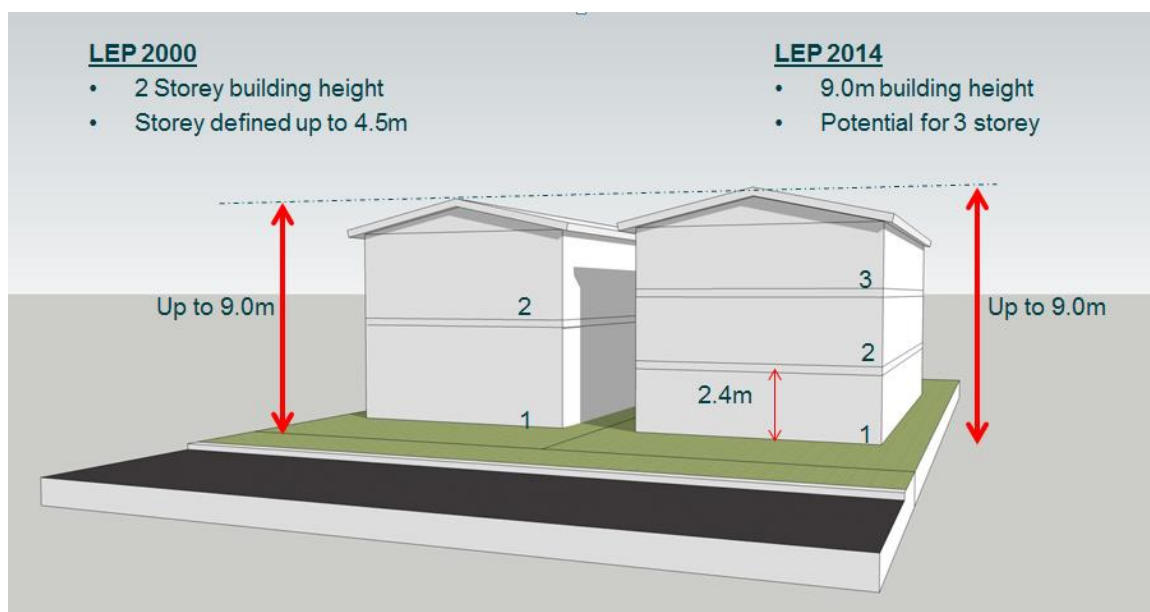 LEP 2000
• 2 Storey building height
• Storey defined up to 4.5m
LEP 2014
• 9.0m building height
• Potential for 3 storey
Up to 9.0m
2
1
3
2
2.4m
1
Up to 9.0m